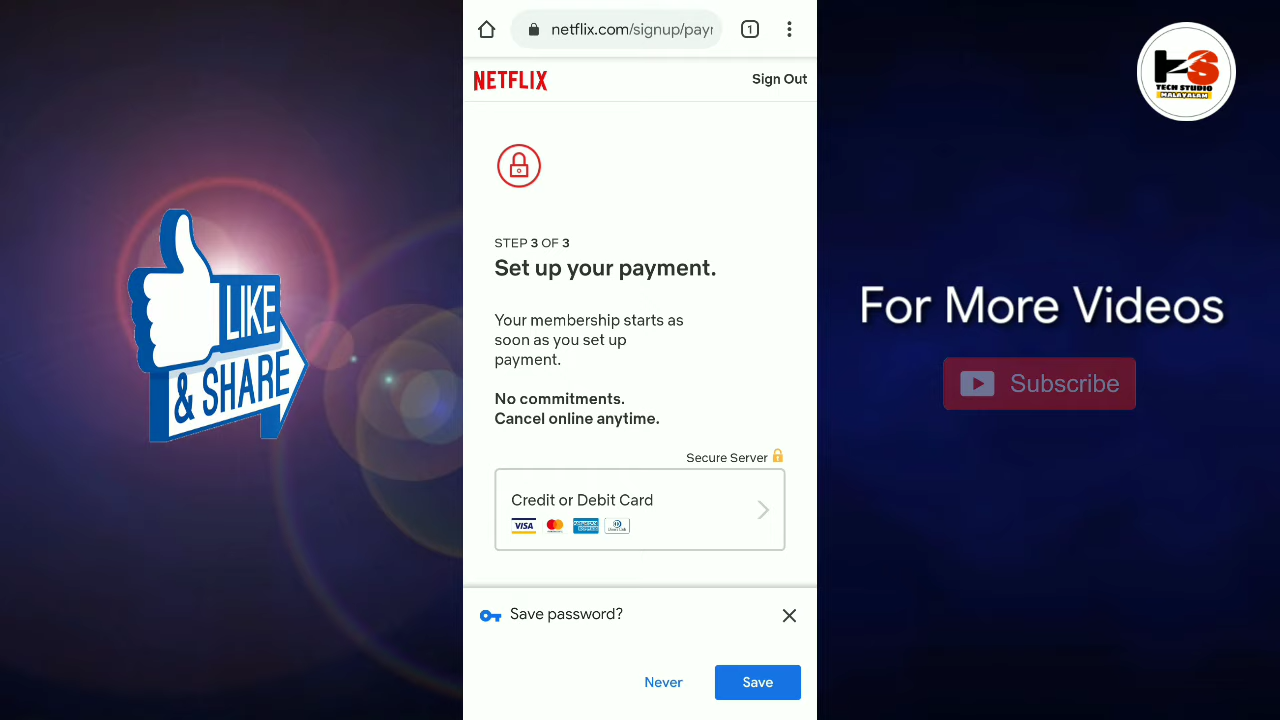 1
netflix.com/signup/payr
NETFLIX
Sign Out
STEP 3 OF 3
Set up your payment.
Your membership starts as
soon as you set up
payment.
No commitments.
Cancel online anytime.
Secure Server
Credit or Debit Card
VISA
Save password?
Never
Save
LIKE
& SHARE
TECH STUDIO
MALAYALAM
For More Videos
Subscribe